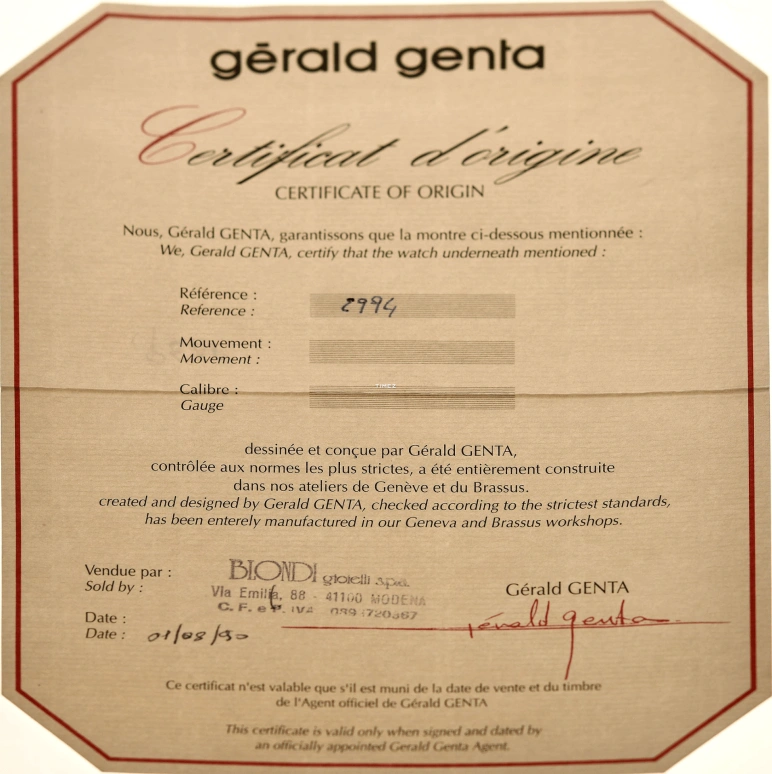 gérald genta
Certificat d'origine
CERTIFICATE OF ORIGIN
Nous, Gérald GENTA, garantissons que la montre ci-dessous mentionnée :
We, Gerald GENTA, certify that the watch underneath mentioned :
Référence :
Reference :
2994
Mouvement :
Movement :
Calibre :
Gauge
TIMEZ
dessinée et conçue par Gérald GENTA,
contrôlée aux normes les plus strictes, a été entièrement construite
dans nos ateliers de Genève et du Brassus.
created and designed by Gerald GENTA, checked according to the strictest standards,
has been enterely manufactured in our Geneva and Brassus workshops.
Vendue par :
Sold by :
BIONDI gioielli s.p.a.
Via Emilia, 88 - 41100 MODENA
C. F. e P. IVA
Gérald GENTA
gérald genta
Date :
Date : 01/08/90
Ce certificat n'est valable que s'il est muni de la date de vente et du timbre
de l'Agent officiel de Gérald GENTA
This certificate is valid only when signed and dated by
an officially appointed Gerald Genta Agent.